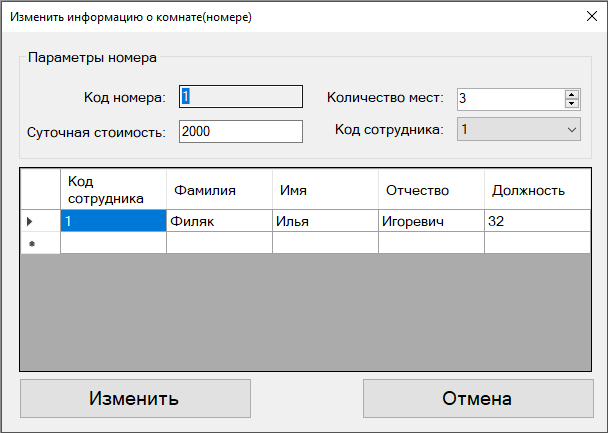 Изменить информацию о комнате(номере)
Параметры номера
Код номера: 1
Количество мест: 3
Суточная стоимость: 2000
Код сотрудника: 1
Код
сотрудника Фамилия Имя Отчество Должность
1 Филяк Илья Игоревич 32
Изменить Отмена